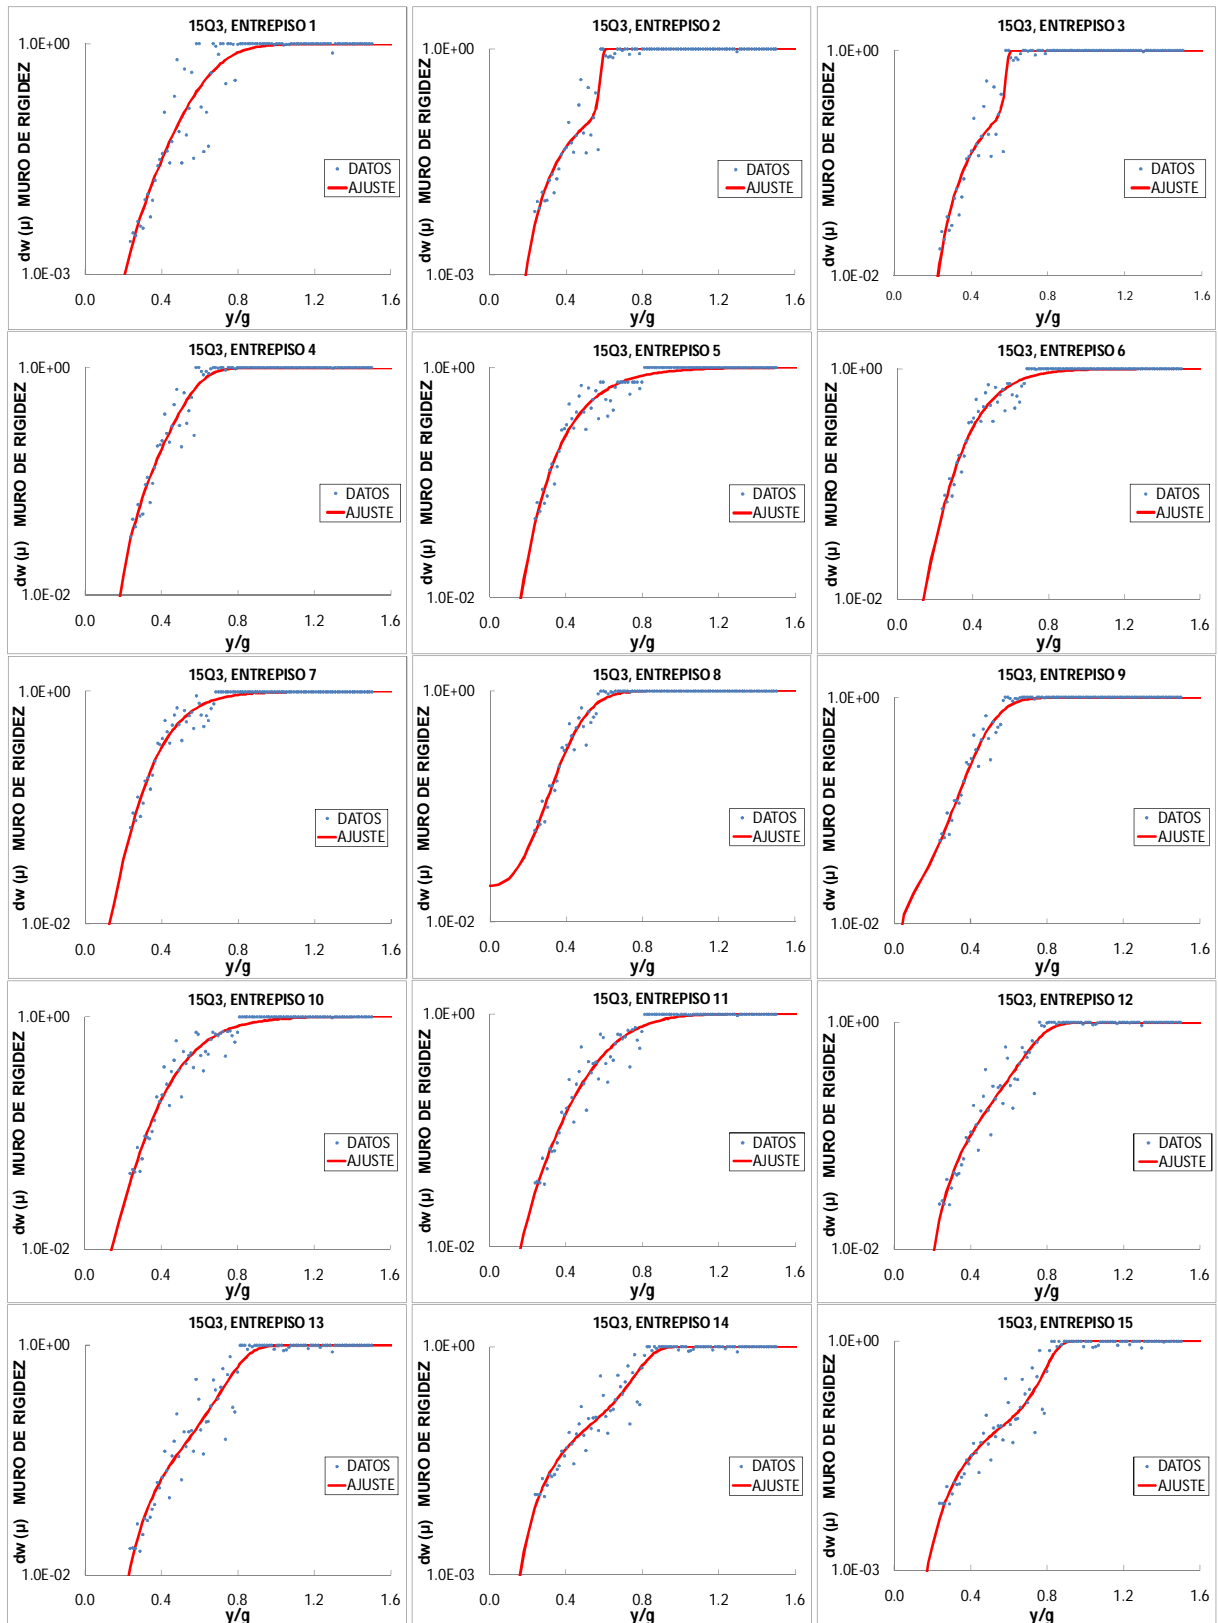 15Q3, ENTREPISO 1
1.0E+00
dw (µ) MURO DE RIGIDEZ
DATOS
AJUSTE
1.0E-03
0.0 0.4 0.8 1.2 1.6
y/g
15Q3, ENTREPISO 2
1.0E+00
dw (µ) MURO DE RIGIDEZ
DATOS
AJUSTE
1.0E-03
0.0 0.4 0.8 1.2 1.6
y/g
15Q3, ENTREPISO 3
1.0E+00
dw (µ) MURO DE RIGIDEZ
DATOS
AJUSTE
1.0E-02
0.0 0.4 0.8 1.2 1.6
y/g
15Q3, ENTREPISO 4
1.0E+00
dw (µ) MURO DE RIGIDEZ
DATOS
AJUSTE
1.0E-02
0.0 0.4 0.8 1.2 1.6
y/g
15Q3, ENTREPISO 5
1.0E+00
dw (µ) MURO DE RIGIDEZ
DATOS
AJUSTE
1.0E-02
0.0 0.4 0.8 1.2 1.6
y/g
15Q3, ENTREPISO 6
1.0E+00
dw (µ) MURO DE RIGIDEZ
DATOS
AJUSTE
1.0E-02
0.0 0.4 0.8 1.2 1.6
y/g
15Q3, ENTREPISO 7
1.0E+00
dw (µ) MURO DE RIGIDEZ
DATOS
AJUSTE
1.0E-02
0.0 0.4 0.8 1.2 1.6
y/g
15Q3, ENTREPISO 8
1.0E+00
dw (µ) MURO DE RIGIDEZ
DATOS
AJUSTE
1.0E-02
0.0 0.4 0.8 1.2 1.6
y/g
15Q3, ENTREPISO 9
1.0E+00
dw (µ) MURO DE RIGIDEZ
DATOS
AJUSTE
1.0E-02
0.0 0.4 0.8 1.2 1.6
y/g
15Q3, ENTREPISO 10
1.0E+00
dw (µ) MURO DE RIGIDEZ
DATOS
AJUSTE
1.0E-02
0.0 0.4 0.8 1.2 1.6
y/g
15Q3, ENTREPISO 11
1.0E+00
dw (µ) MURO DE RIGIDEZ
DATOS
AJUSTE
1.0E-02
0.0 0.4 0.8 1.2 1.6
y/g
15Q3, ENTREPISO 12
1.0E+00
dw (µ) MURO DE RIGIDEZ
DATOS
AJUSTE
1.0E-02
0.0 0.4 0.8 1.2 1.6
y/g
15Q3, ENTREPISO 13
1.0E+00
dw (µ) MURO DE RIGIDEZ
DATOS
AJUSTE
1.0E-02
0.0 0.4 0.8 1.2 1.6
y/g
15Q3, ENTREPISO 14
1.0E+00
dw (µ) MURO DE RIGIDEZ
DATOS
AJUSTE
1.0E-03
0.0 0.4 0.8 1.2 1.6
y/g
15Q3, ENTREPISO 15
1.0E+00
dw (µ) MURO DE RIGIDEZ
DATOS
AJUSTE
1.0E-03
0.0 0.4 0.8 1.2 1.6
y/g